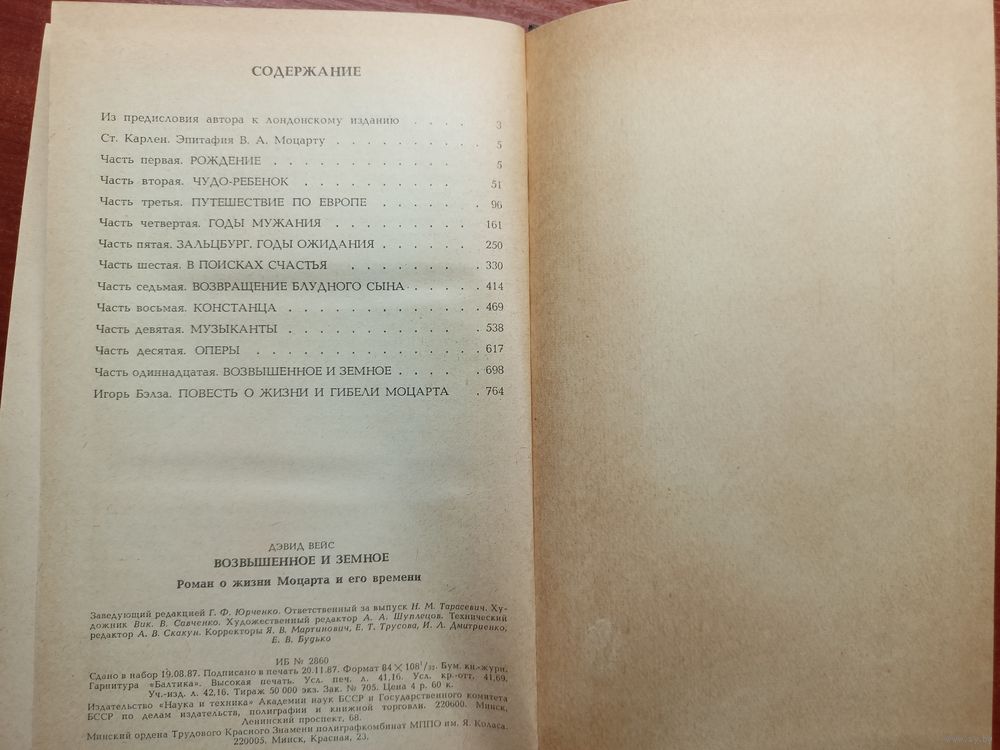 СОДЕРЖАНИЕ
Из предисловия автора к лондонскому изданию . . . . 3
Ст. Карлен. Эпитафия В. А. Моцарту . . . . . . . . . . 5
Часть первая. РОЖДЕНИЕ . . . . . . . . . . . 5
Часть вторая. ЧУДО-РЕБЕНОК . . . . . . . . . . 51
Часть третья. ПУТЕШЕСТВИЕ ПО ЕВРОПЕ . . . . . . 96
Часть четвертая. ГОДЫ МУЖАНИЯ . . . . . . . . . 161
Часть пятая. ЗАЛЬЦБУРГ. ГОДЫ ОЖИДАНИЯ . . . . . . 250
Часть шестая. В ПОИСКАХ СЧАСТЬЯ . . . . . . . 330
Часть седьмая. ВОЗВРАЩЕНИЕ БЛУДНОГО СЫНА . . . . . 414
Часть восьмая. КОНСТАНЦА . . . . . . . . . . . 469
Часть девятая. МУЗЫКАНТЫ . . . . . . . . . . . 538
Часть десятая. ОПЕРЫ . . . . . . . . . . . . . 617
Часть одиннадцатая. ВОЗВЫШЕННОЕ И ЗЕМНОЕ . . . . . 698
Игорь Бэлза. ПОВЕСТЬ О ЖИЗНИ И ГИБЕЛИ МОЦАРТА . 764
ДЭВИД ВЕЙС
ВОЗВЫШЕННОЕ И ЗЕМНОЕ
Роман о жизни Моцарта и его времени
Заведующий редакцией Г. Ф. Юрченко. Ответственный за выпуск Н. М. Тарасевич. Ху-
дожник Вик. В. Савченко. Художественный редактор А. А. Шуплецов. Технический
редактор А. В. Скакун. Корректоры Я. В. Мартинович, Е. Т. Трусова, И. Л. Дмитриенко,
Е. В. Будько
ИБ № 2860
Сдано в набор 19.08.87. Подписано в печать 20.11.87. Формат 84×108¹/₃₂. Бум. кн.-журн.
Гарнитура «Балтика». Высокая печать. Усл. печ. л. 41,16. Усл. кр.-отт. 41,69.
Уч.-изд. л. 42,16. Тираж 50 000 экз. Зак. № 705. Цена 4 р. 60 к.
Издательство «Наука и техника» Академии наук БССР и Государственного комитета
БССР по делам издательств, полиграфии и книжной торговли. 220600. Минск,
Ленинский проспект, 68.
Минский ордена Трудового Красного Знамени полиграфкомбинат МППО им. Я. Коласа.
220005. Минск, Красная, 23.